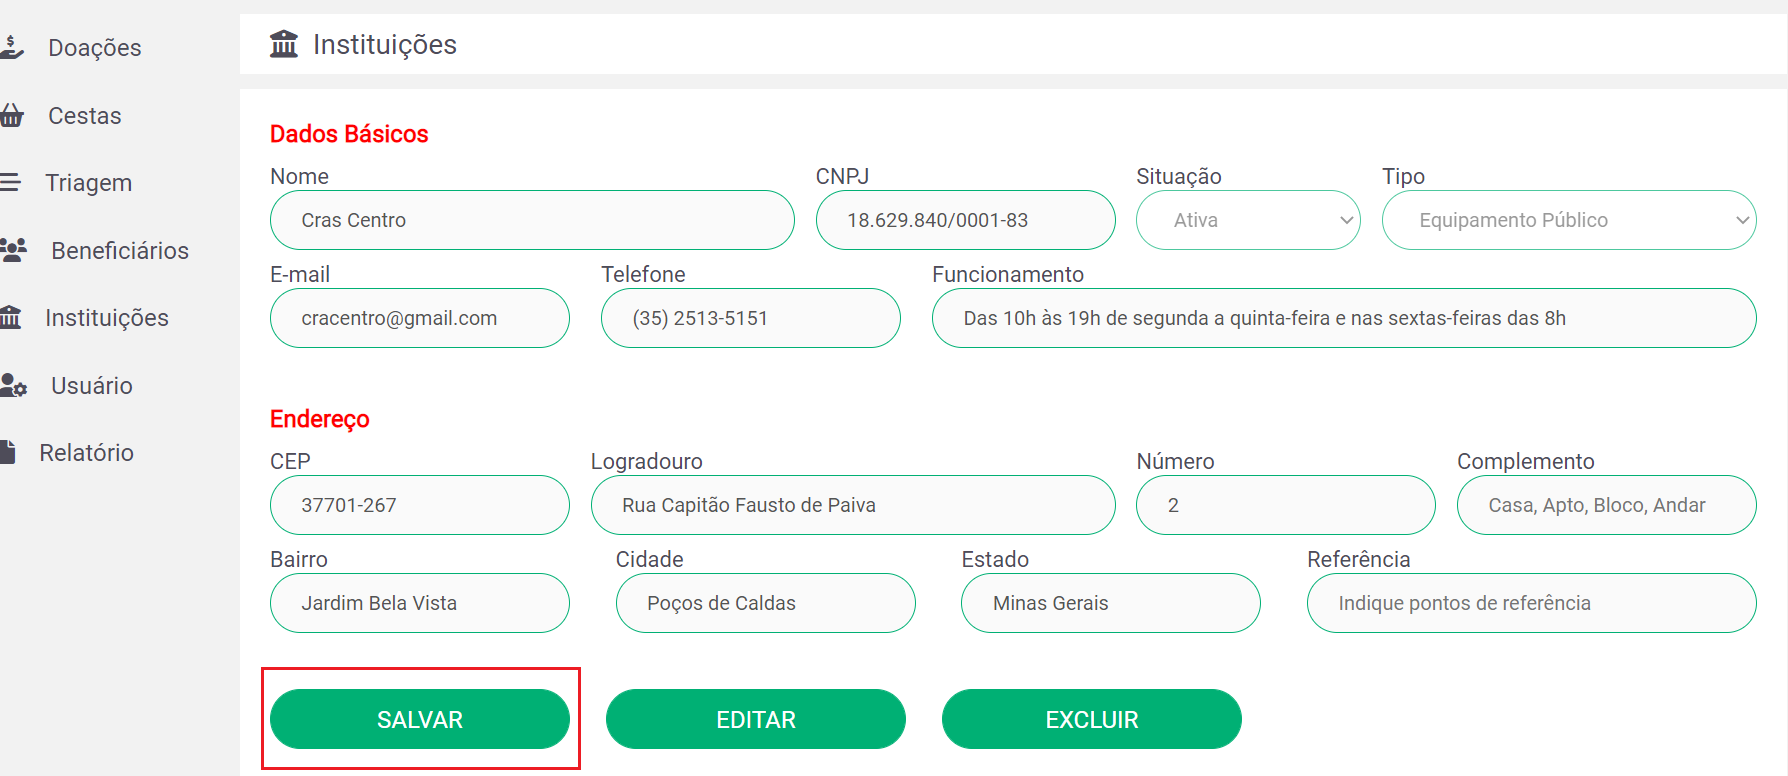 Doações
Cestas
Triagem
Beneficiários
Instituições
Usuário
Relatório
Instituições
Dados Básicos
Nome CNPJ Situação Tipo
Cras Centro 18.629.840/0001-83 Ativa Equipamento Público
E-mail Telefone Funcionamento
cracentro@gmail.com (35) 2513-5151 Das 10h às 19h de segunda a quinta-feira e nas sextas-feiras das 8h
Endereço
CEP Logradouro Número Complemento
37701-267 Rua Capitão Fausto de Paiva 2 Casa, Apto, Bloco, Andar
Bairro Cidade Estado Referência
Jardim Bela Vista Poços de Caldas Minas Gerais Indique pontos de referência
SALVAR EDITAR EXCLUIR